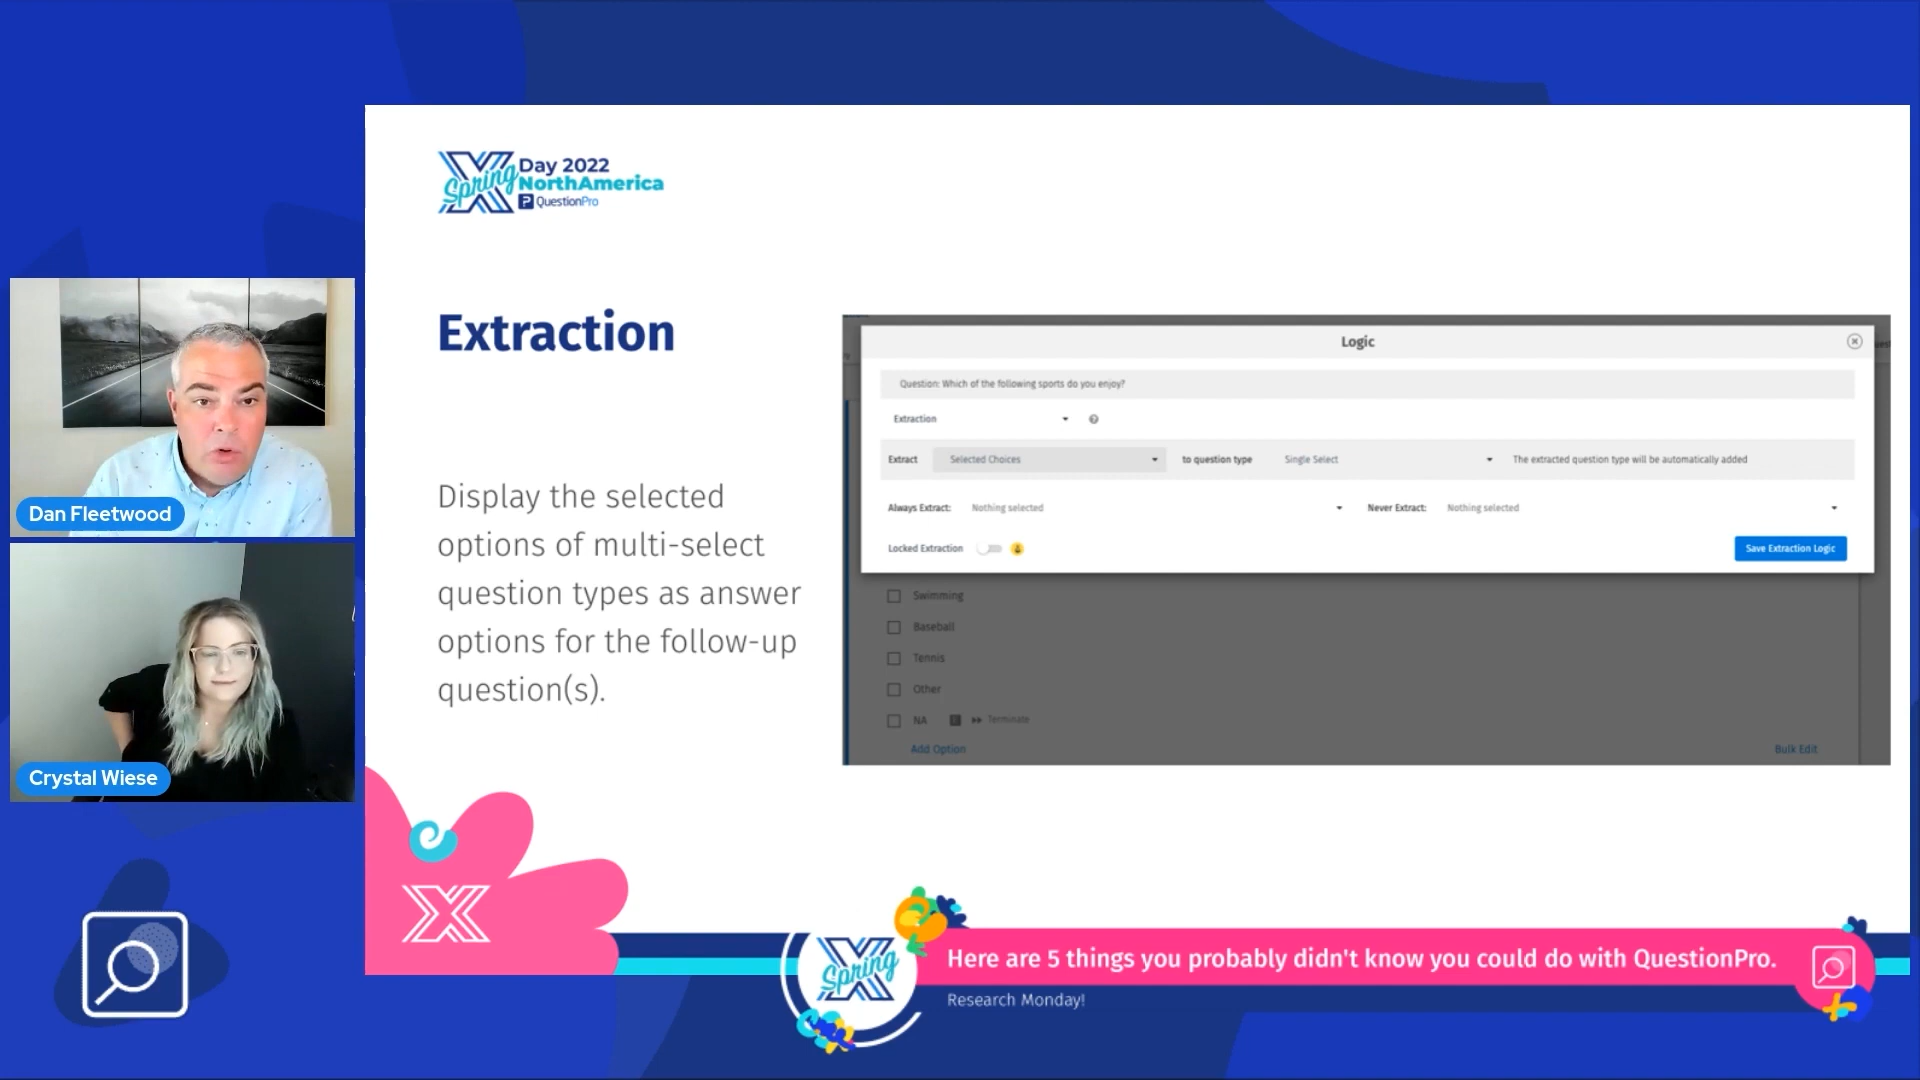 Spring
Day 2022
NorthAmerica
QuestionPro
Extraction
Display the selected
options of multi-select
question types as answer
options for the follow-up
question(s).
Logic
Question: Which of the following sports do you enjoy?
Extraction
Extract Selected Choices to question type Single Select The extracted question type will be automatically added
Always Extract: Nothing selected Never Extract: Nothing selected
Locked Extraction Save Extraction Logic
Swimming
Baseball
Tennis
Other
NA Terminate
Add Option Bulk Edit
Dan Fleetwood
Crystal Wiese
X
X
Spring
Here are 5 things you probably didn't know you could do with QuestionPro.
Research Monday!